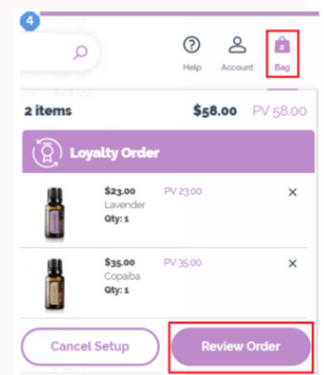 4
2
Help Account Bag
2 items $58.00 PV 58.00
Loyalty Order
$23.00 PV 23.00 ×
Lavender
Qty: 1
$35.00 PV 35.00 ×
Copaiba
Qty: 1
Cancel Setup Review Order